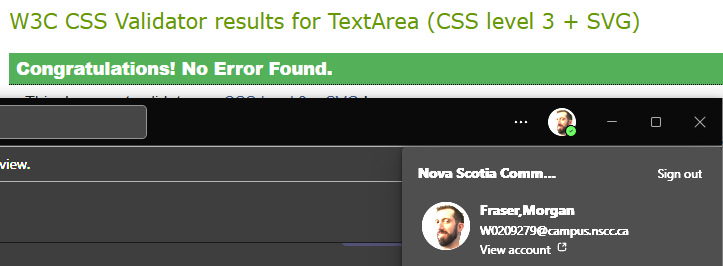 W3C CSS Validator results for TextArea (CSS level 3 + SVG)
Congratulations! No Error Found.
view.
Nova Scotia Comm...
Sign out
Fraser,Morgan
W0209279@campus.nscc.ca
View account